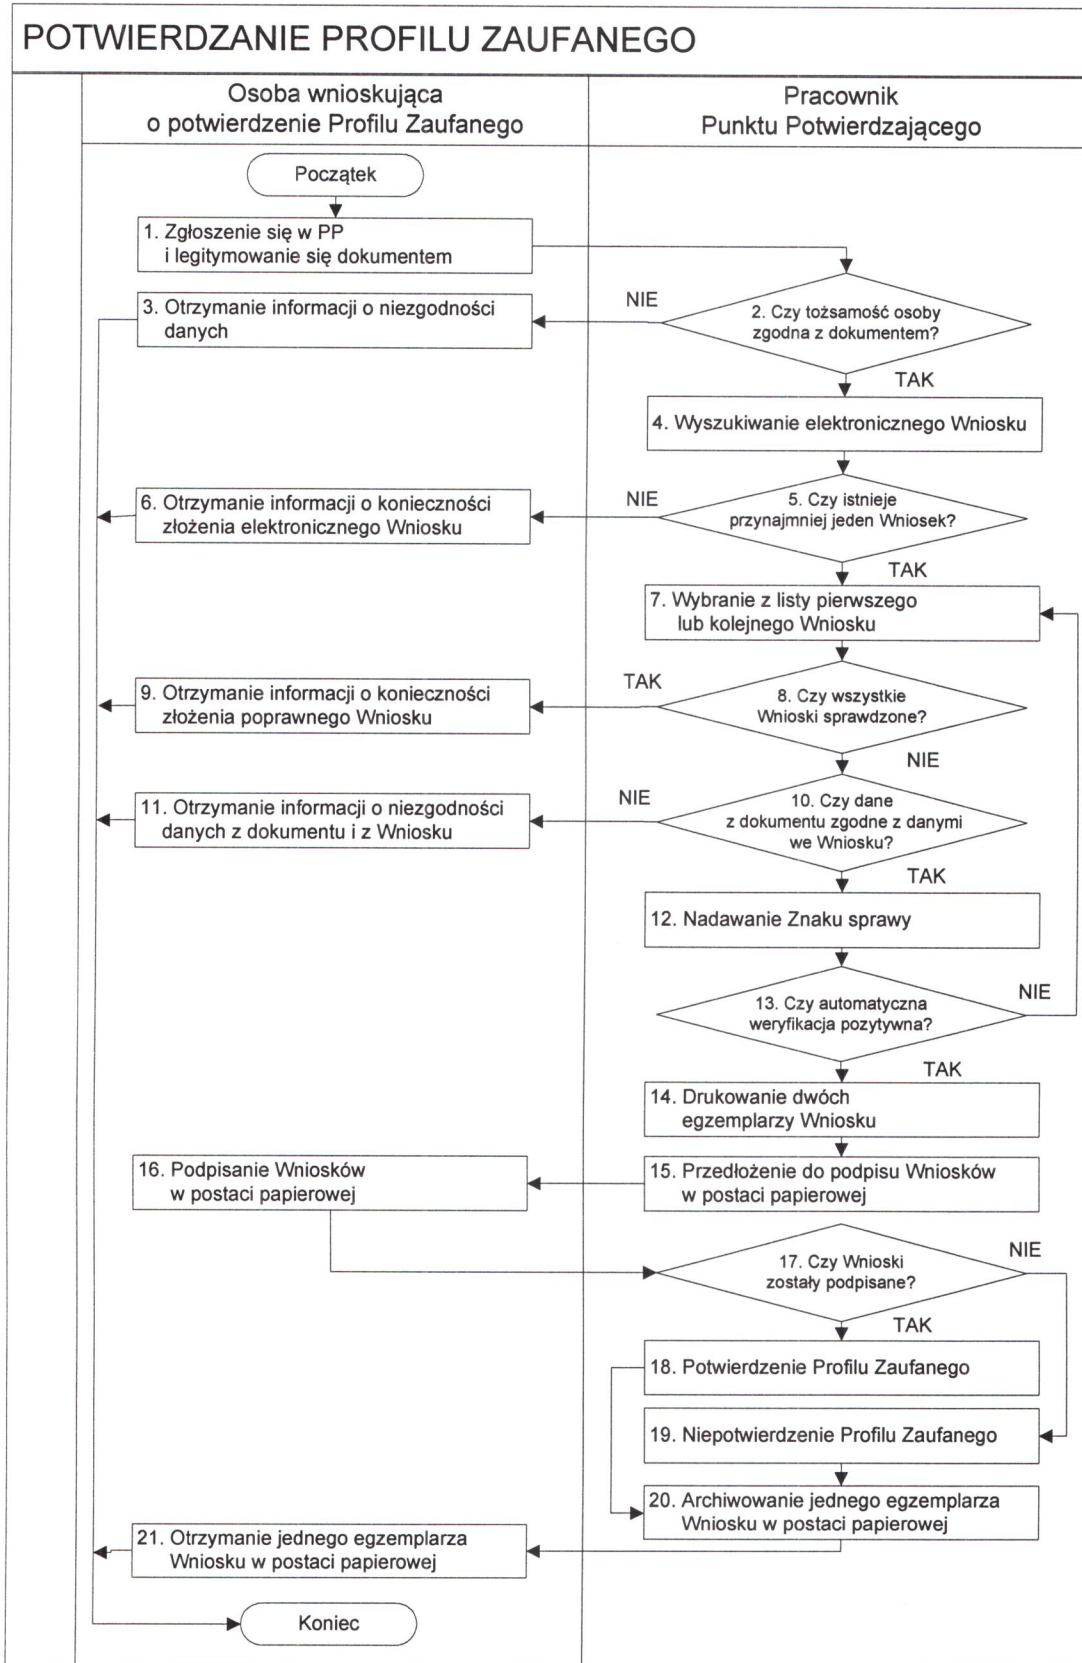 POTWIERDZANIE PROFILU ZAUFANEGO
Osoba wnioskująca
o potwierdzenie Profilu Zaufanego
Pracownik
Punktu Potwierdzającego
Początek
1. Zgłoszenie się w PP
i legitymowanie się dokumentem
NIE
2. Czy tożsamość osoby
zgodna z dokumentem?
3. Otrzymanie informacji o niezgodności
danych
TAK
4. Wyszukiwanie elektronicznego Wniosku
NIE
5. Czy istnieje
przynajmniej jeden Wniosek?
6. Otrzymanie informacji o konieczności
złożenia elektronicznego Wniosku
TAK
7. Wybranie z listy pierwszego
lub kolejnego Wniosku
TAK
8. Czy wszystkie
Wnioski sprawdzone?
9. Otrzymanie informacji o konieczności
złożenia poprawnego Wniosku
NIE
NIE
10. Czy dane
z dokumentu zgodne z danymi
we Wniosku?
11. Otrzymanie informacji o niezgodności
danych z dokumentu i z Wniosku
TAK
12. Nadawanie Znaku sprawy
13. Czy automatyczna
weryfikacja pozytywna?
NIE
TAK
14. Drukowanie dwóch
egzemplarzy Wniosku
15. Przedłożenie do podpisu Wniosków
w postaci papierowej
16. Podpisanie Wniosków
w postaci papierowej
17. Czy Wnioski
zostały podpisane?
NIE
TAK
18. Potwierdzenie Profilu Zaufanego
19. Niepotwierdzenie Profilu Zaufanego
20. Archiwowanie jednego egzemplarza
Wniosku w postaci papierowej
21. Otrzymanie jednego egzemplarza
Wniosku w postaci papierowej
Koniec